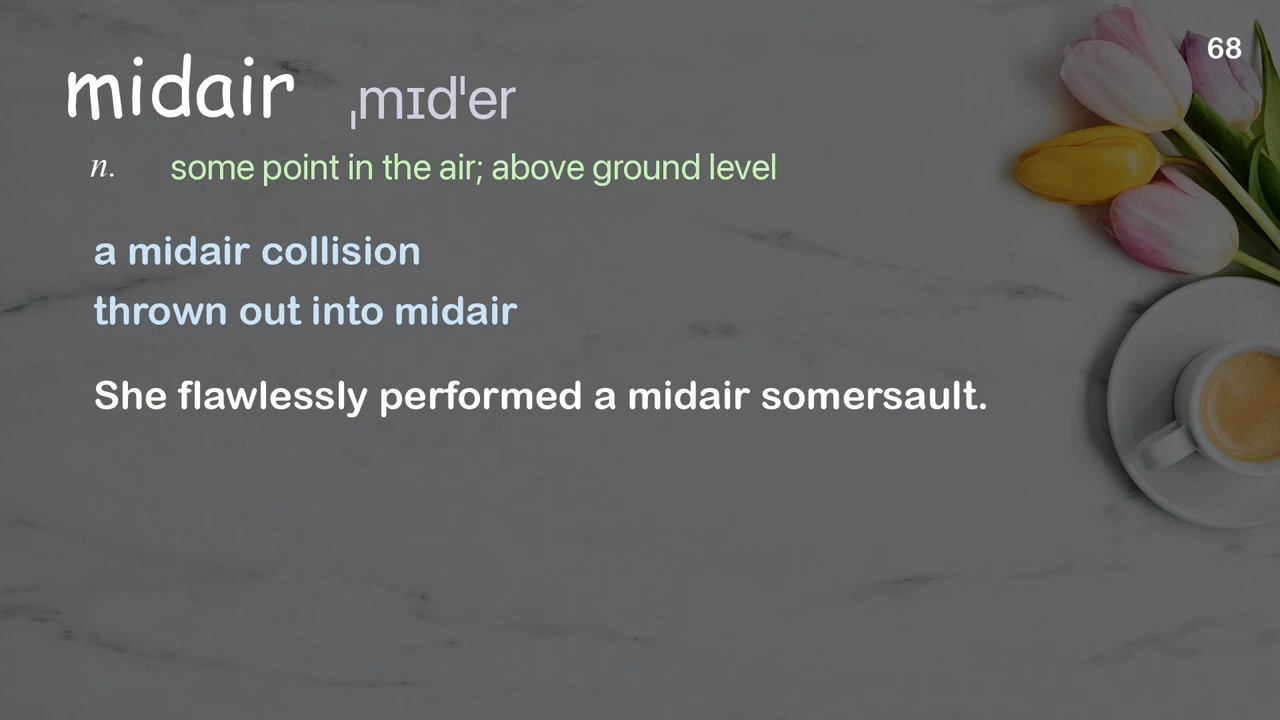 68
midair ˌmɪdˈer
n. some point in the air; above ground level
a midair collision
thrown out into midair
She flawlessly performed a midair somersault.